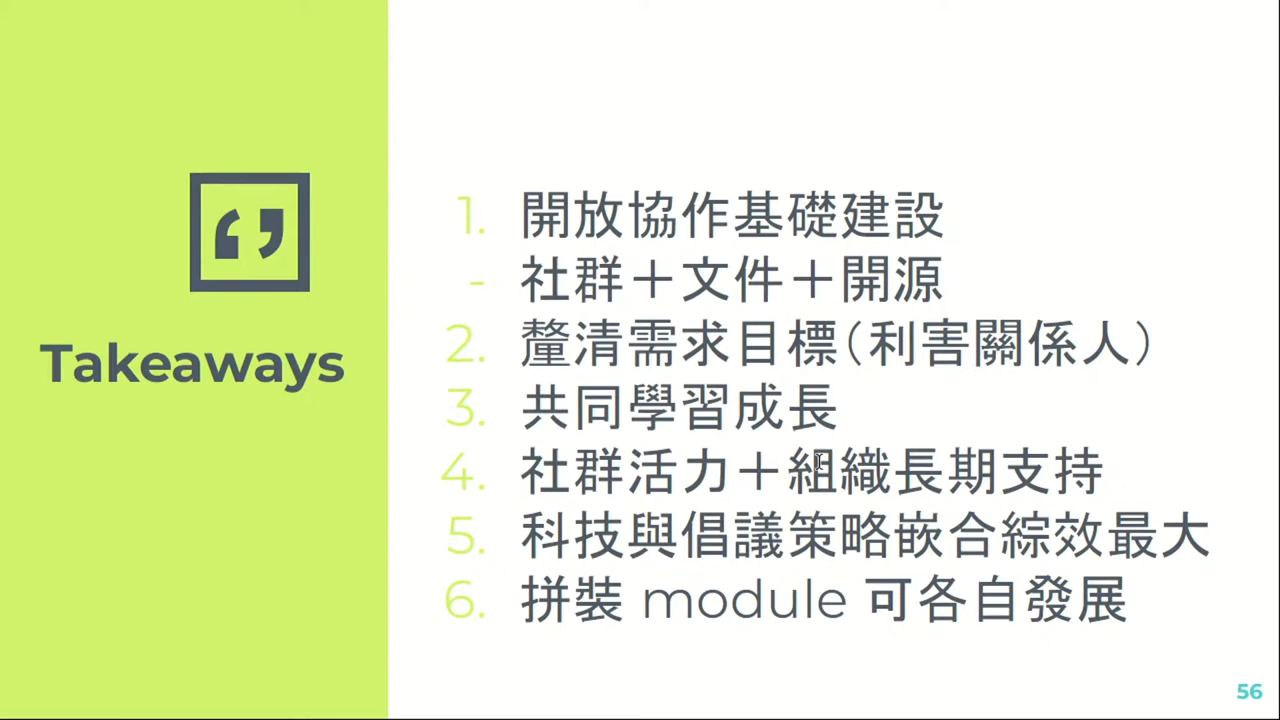 Takeaways
1. 開放協作基礎建設
- 社群＋文件＋開源
2. 釐清需求目標（利害關係人）
3. 共同學習成長
4. 社群活力＋組織長期支持
5. 科技與倡議策略嵌合綜效最大
6. 拼裝 module 可各自發展
56